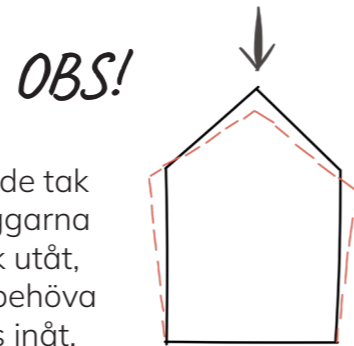 OBS!
de tak
ggarna
k utåt,
behöva
s inåt.